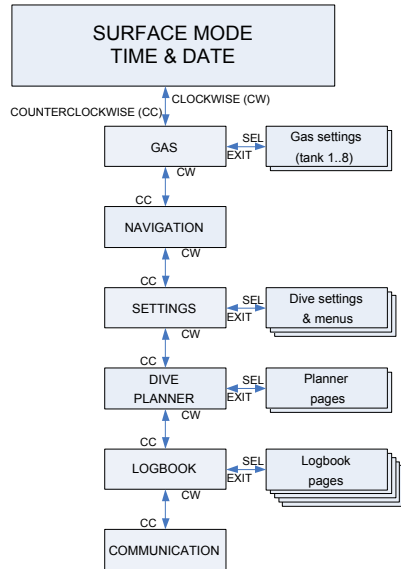 SURFACE MODE
TIME & DATE
CLOCKWISE (CW)
COUNTERCLOCKWISE (CC)
GAS
SEL
EXIT
Gas settings
(tank 1..8)
CW
CC
NAVIGATION
CW
CC
SETTINGS
SEL
EXIT
Dive settings
& menus
CW
CC
DIVE
PLANNER
SEL
EXIT
Planner
pages
CW
CC
LOGBOOK
SEL
EXIT
Logbook
pages
CW
CC
COMMUNICATION